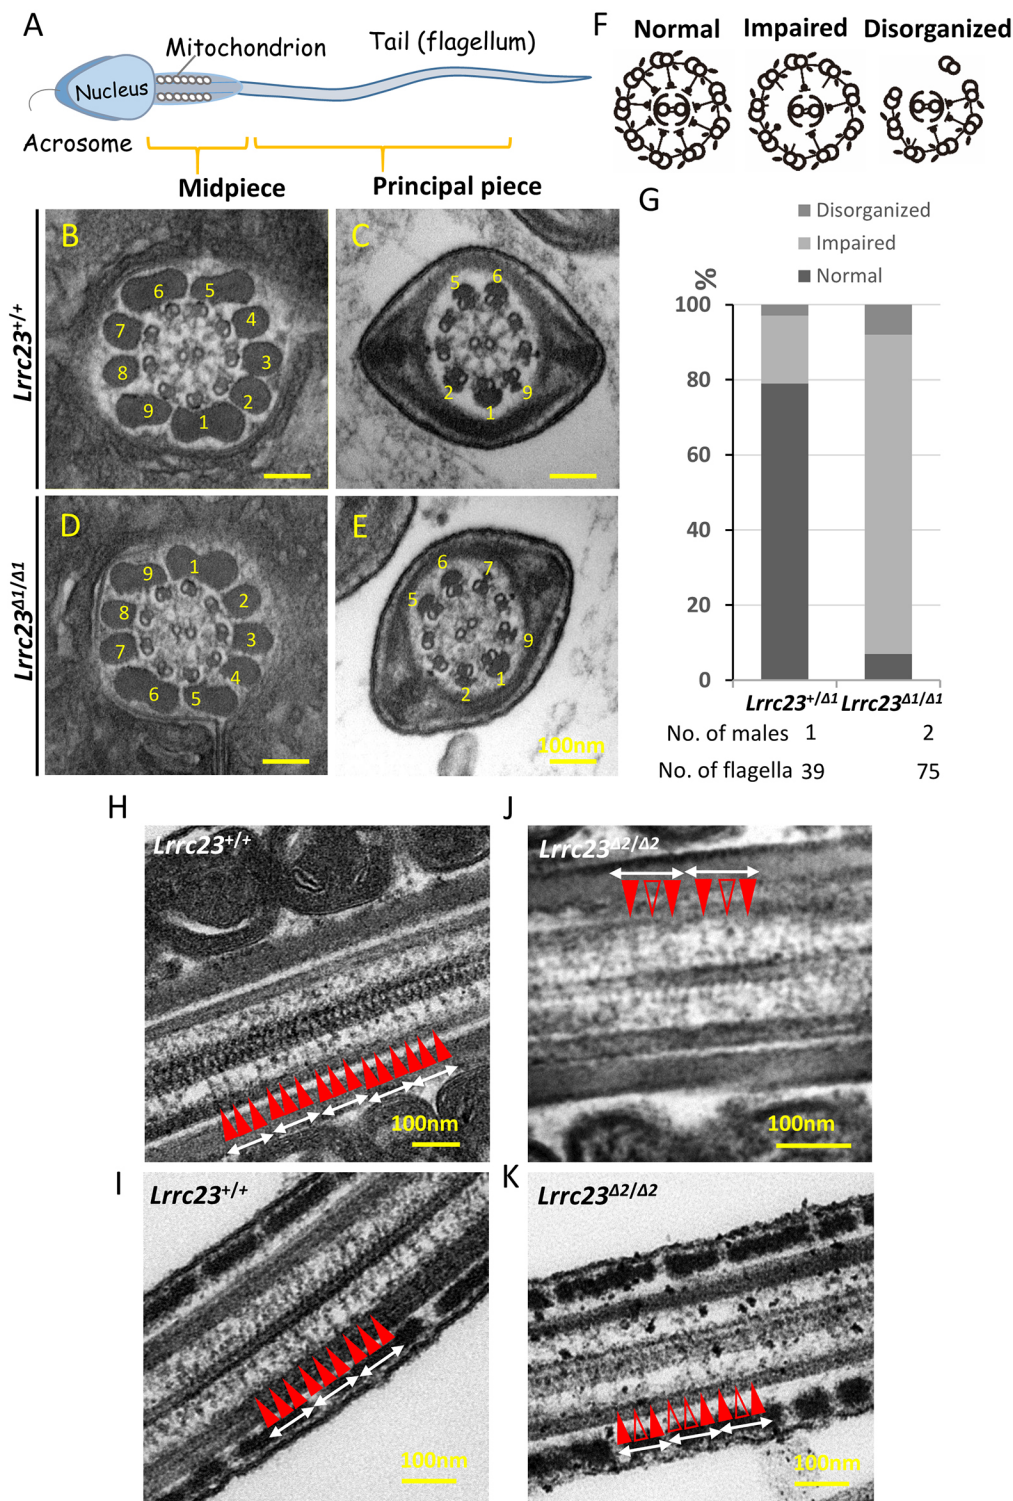 A
Mitochondrion
Tail (flagellum)
Nucleus
Acrosome
Midpiece
Principal piece
F
Normal
Impaired
Disorganized
G
Disorganized
Impaired
Normal
%
100
80
60
40
20
0
Lrrc23+/Δ1
Lrrc23Δ1/Δ1
No. of males 1 2
No. of flagella 39 75
Lrrc23+/+
B
6 5
7 4
8 3
9 1 2
C
5 6
2 1 9
Lrrc23Δ1/Δ1
D
9 1
8 2
7 3
6 5 4
E
6 7
5
9
2 1
100nm
H
Lrrc23+/+
100nm
J
Lrrc23Δ2/Δ2
100nm
I
Lrrc23+/+
100nm
K
Lrrc23Δ2/Δ2
100nm